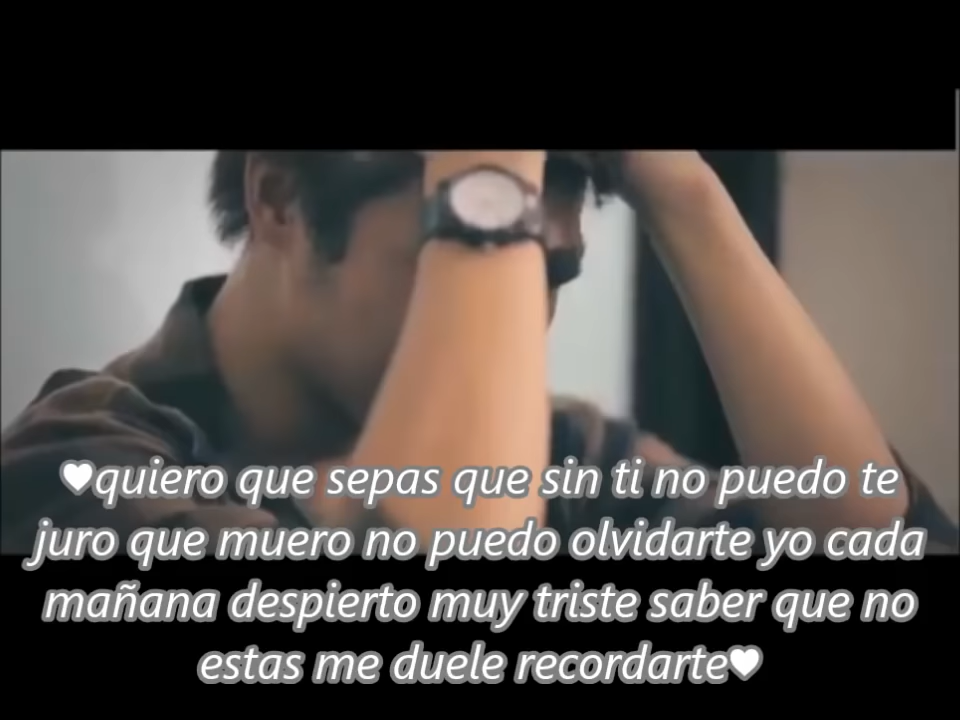 ♥quiero que sepas que sin ti no puedo te
juro que muero no puedo olvidarte yo cada
mañana despierto muy triste saber que no
estas me duele recordarte♥